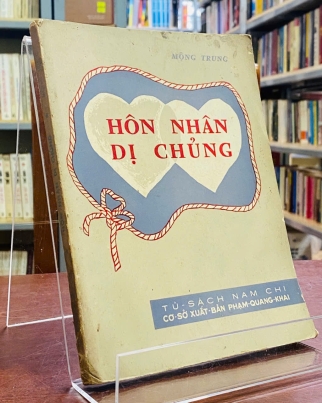 MỘNG TRUNG
HÔN NHÂN
DỊ CHỦNG
TỦ-SÁCH NAM CHI
CƠ-SỞ XUẤT-BẢN PHẠM-QUANG-KHAI